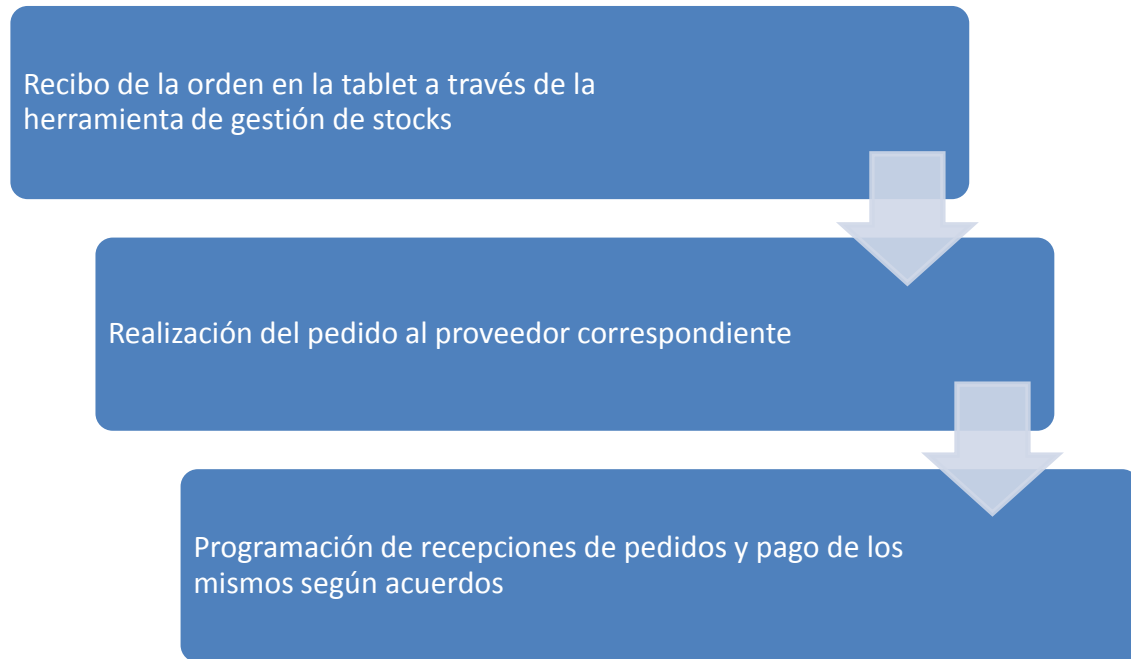 Recibo de la orden en la tablet a través de la
herramienta de gestión de stocks
Realización del pedido al proveedor correspondiente
Programación de recepciones de pedidos y pago de los
mismos según acuerdos